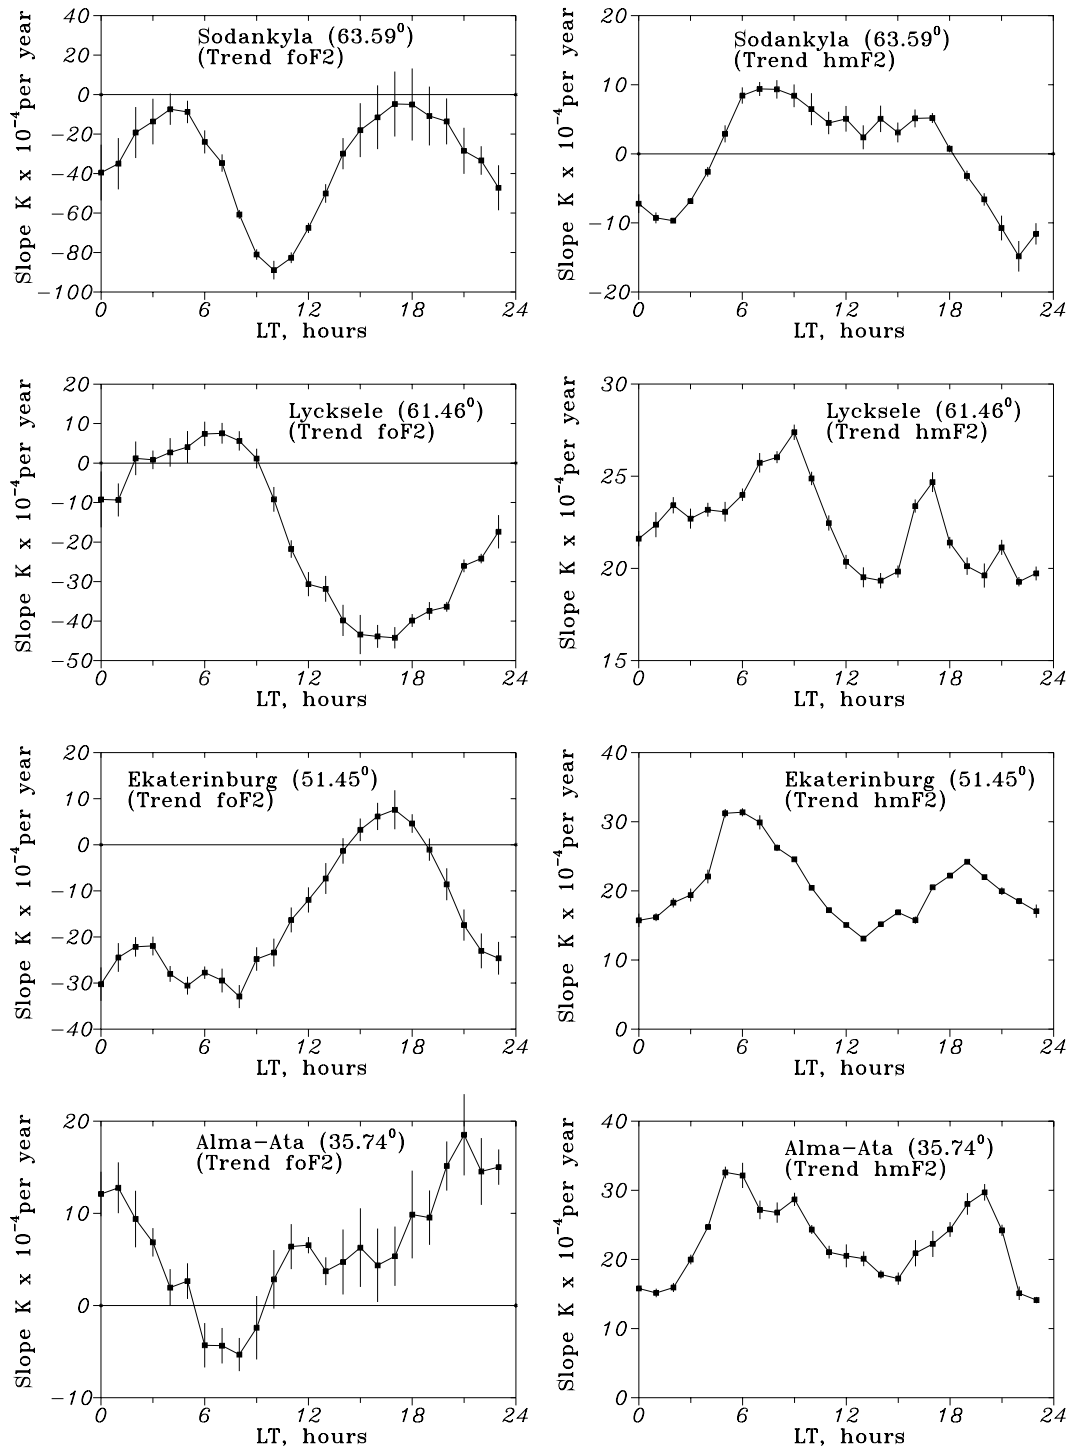 40
20
0
−20
−40
−60
−80
−100
Slope K x 10⁻⁴per year
Sodankyla (63.59⁰)
(Trend foF2)
0 6 12 18 24
LT, hours
20
10
0
−10
−20
Slope K x 10⁻⁴per year
Sodankyla (63.59⁰)
(Trend hmF2)
0 6 12 18 24
LT, hours
20
10
0
−10
−20
−30
−40
−50
Slope K x 10⁻⁴per year
Lycksele (61.46⁰)
(Trend foF2)
0 6 12 18 24
LT, hours
30
25
20
15
Slope K x 10⁻⁴per year
Lycksele (61.46⁰)
(Trend hmF2)
0 6 12 18 24
LT, hours
20
10
0
−10
−20
−30
−40
Slope K x 10⁻⁴per year
Ekaterinburg (51.45⁰)
(Trend foF2)
0 6 12 18 24
LT, hours
40
30
20
10
0
Slope K x 10⁻⁴per year
Ekaterinburg (51.45⁰)
(Trend hmF2)
0 6 12 18 24
LT, hours
20
10
0
−10
Slope K x 10⁻⁴per year
Alma−Ata (35.74⁰)
(Trend foF2)
0 6 12 18 24
LT, hours
40
30
20
10
0
Slope K x 10⁻⁴per year
Alma−Ata (35.74⁰)
(Trend hmF2)
0 6 12 18 24
LT, hours